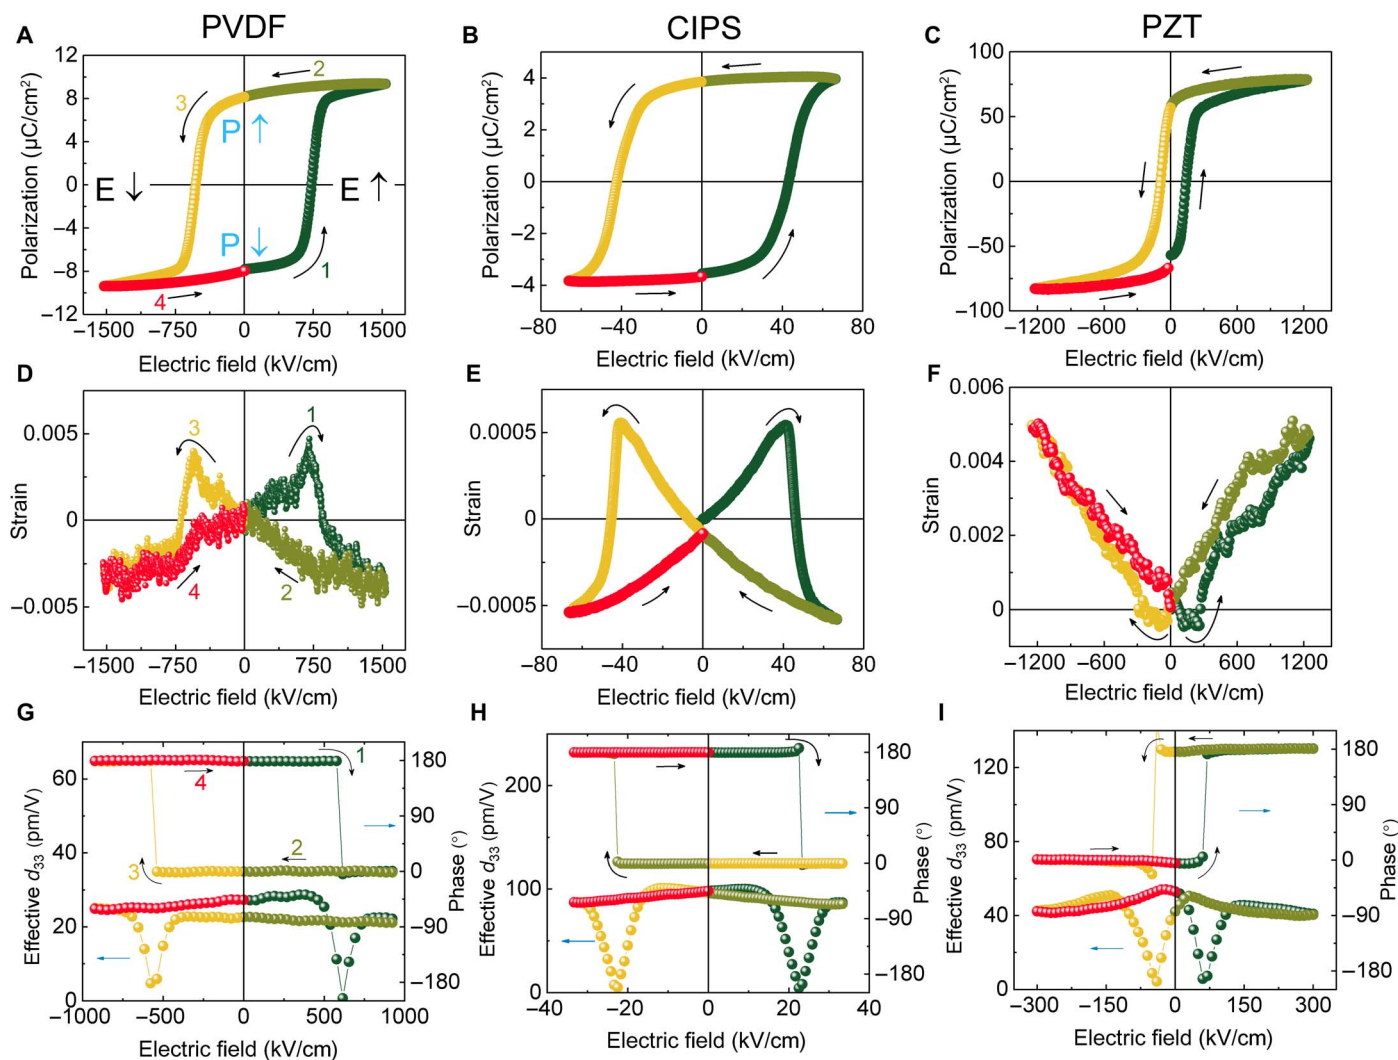 PVDF
CIPS
PZT
A
12
8
4
0
−4
−8
−12
Polarization (μC/cm²)
2
3
P ↑
E ↓
E ↑
P ↓
1
4
−1500 −750 0 750 1500
Electric field (kV/cm)
B
4
2
0
−2
−4
Polarization (μC/cm²)
−80 −40 0 40 80
Electric field (kV/cm)
C
100
50
0
−50
−100
Polarization (μC/cm²)
−1200 −600 0 600 1200
Electric field (kV/cm)
D
0.005
0
−0.005
Strain
3
1
4
2
−1500 −750 0 750 1500
Electric field (kV/cm)
E
0.0005
0
−0.0005
Strain
−80 −40 0 40 80
Electric field (kV/cm)
F
0.006
0.004
0.002
0
Strain
−1200 −600 0 600 1200
Electric field (kV/cm)
G
60
40
20
0
Effective d₃₃ (pm/V)
1
4
2
3
180
90
0
−90
−180
Phase (°)
−1000 −500 0 500 1000
Electric field (kV/cm)
H
200
100
0
Effective d₃₃ (pm/V)
180
90
0
−90
−180
Phase (°)
−40 −20 0 20 40
Electric field (kV/cm)
I
120
80
40
0
Effective d₃₃ (pm/V)
180
90
0
−90
−180
Phase (°)
−300 −150 0 150 300
Electric field (kV/cm)